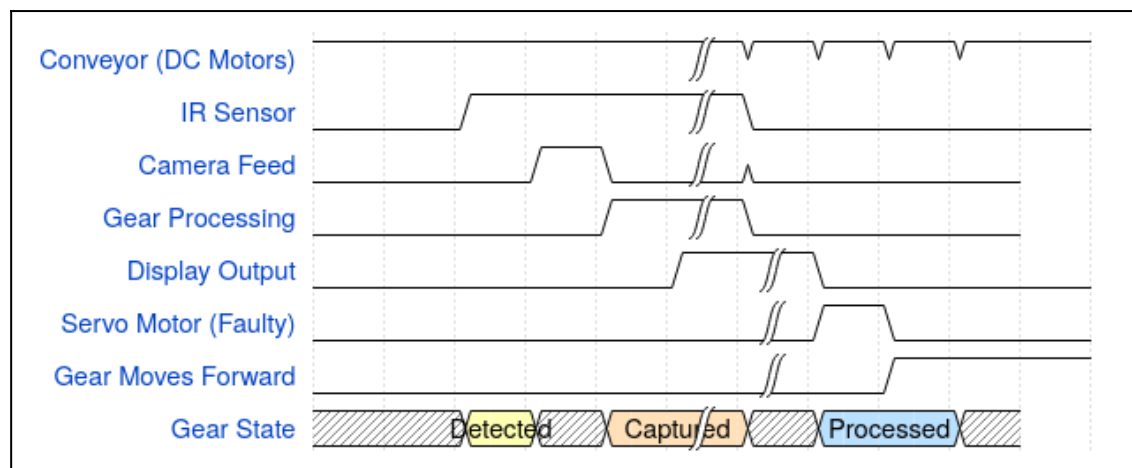 Conveyor (DC Motors)
IR Sensor
Camera Feed
Gear Processing
Display Output
Servo Motor (Faulty)
Gear Moves Forward
Gear State Detected Captured Processed